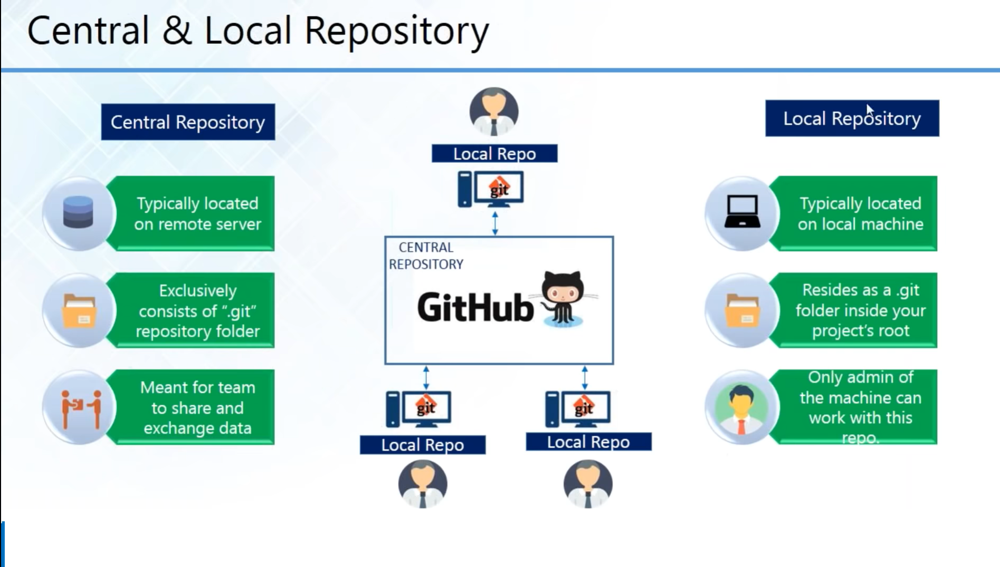 Central & Local Repository
Central Repository
Typically located
on remote server
Exclusively
consists of “.git”
repository folder
Meant for team
to share and
exchange data
Local Repo
git
CENTRAL
REPOSITORY
GitHub
git
Local Repo
git
Local Repo
Local Repository
Typically located
on local machine
Resides as a .git
folder inside your
project’s root
Only admin of
the machine can
work with this
repo.